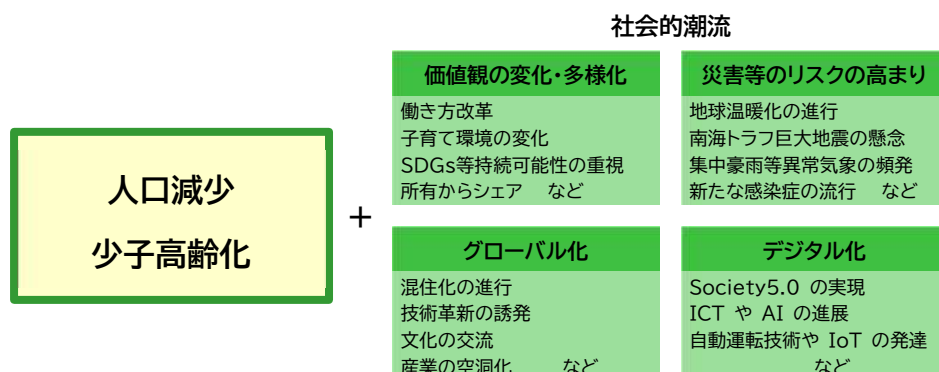 社会的潮流
人口減少
少子高齢化
+
価値観の変化・多様化
働き方改革
子育て環境の変化
SDGs等持続可能性の重視
所有からシェア など
災害等のリスクの高まり
地球温暖化の進行
南海トラフ巨大地震の懸念
集中豪雨等異常気象の頻発
新たな感染症の流行 など
グローバル化
混住化の進行
技術革新の誘発
文化の交流
産業の空洞化 など
デジタル化
Society5.0 の実現
ICT や AI の進展
自動運転技術や IoT の発達
など